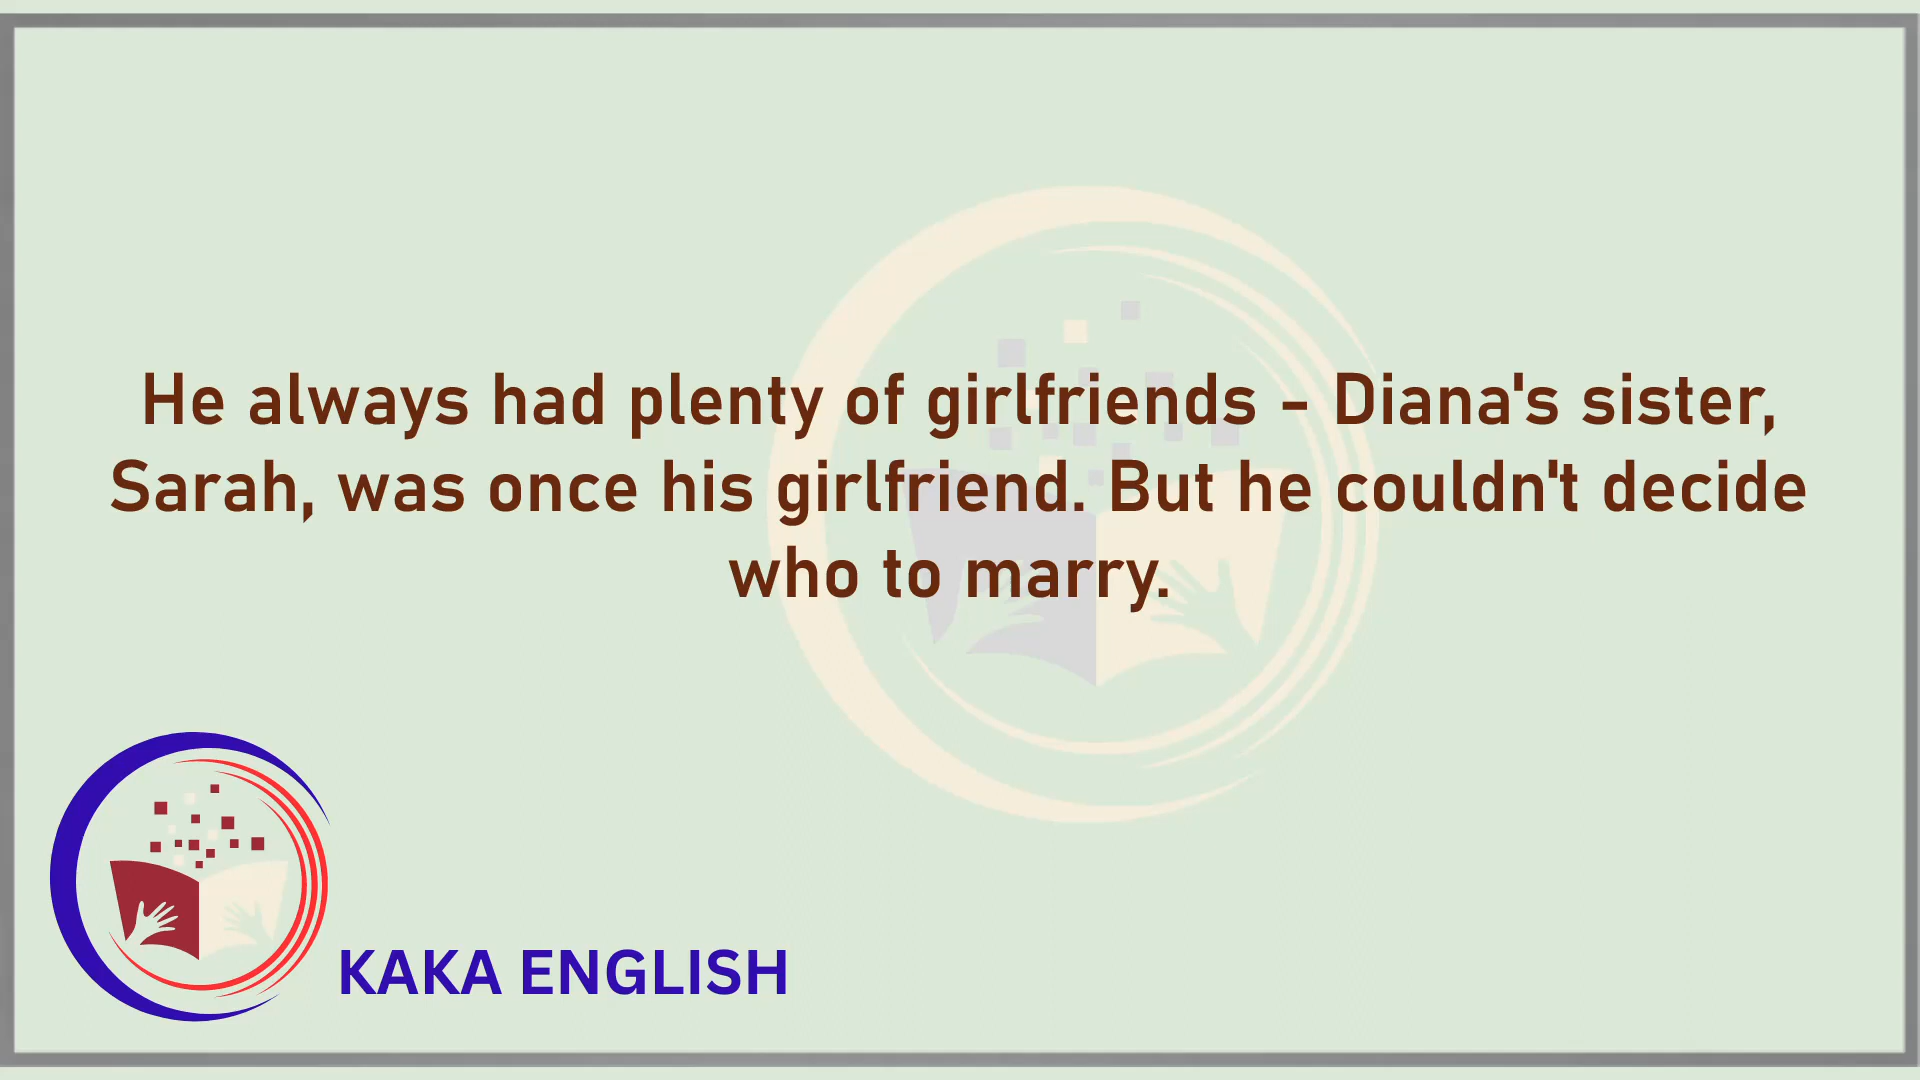 He always had plenty of girlfriends - Diana's sister,
Sarah, was once his girlfriend. But he couldn't decide
who to marry.
KAKA ENGLISH